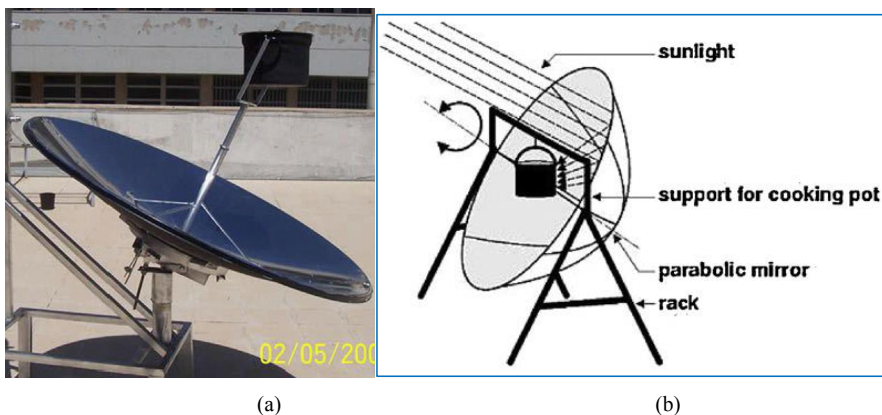 02/05/200
sunlight
support for cooking pot
parabolic mirror
rack
(a)
(b)